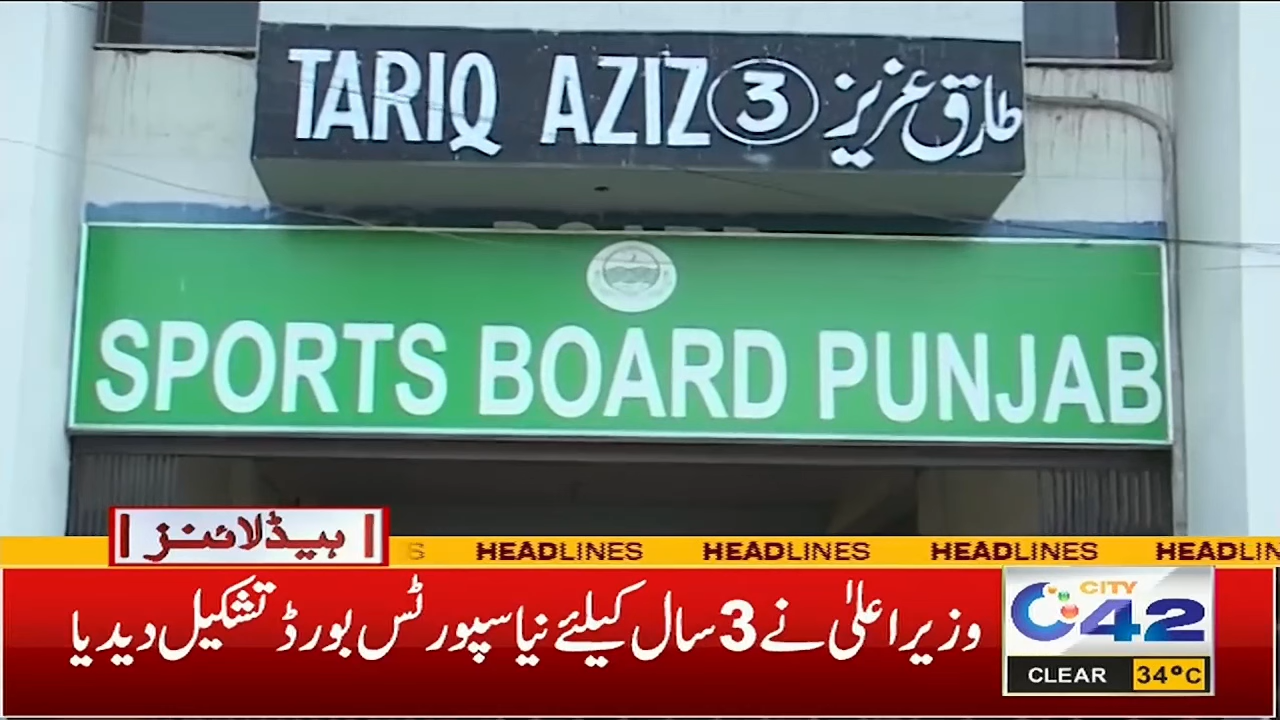 TARIQ AZIZ 3 طارق عزیز
SPORTS BOARD PUNJAB
ہیڈلائنز
HEADLINES HEADLINES HEADLINES HEADLIN
وزیراعلیٰ نے 3 سال کیلئے نیا سپورٹس بورڈ تشکیل دیدیا
CITY
42
CLEAR 34°C